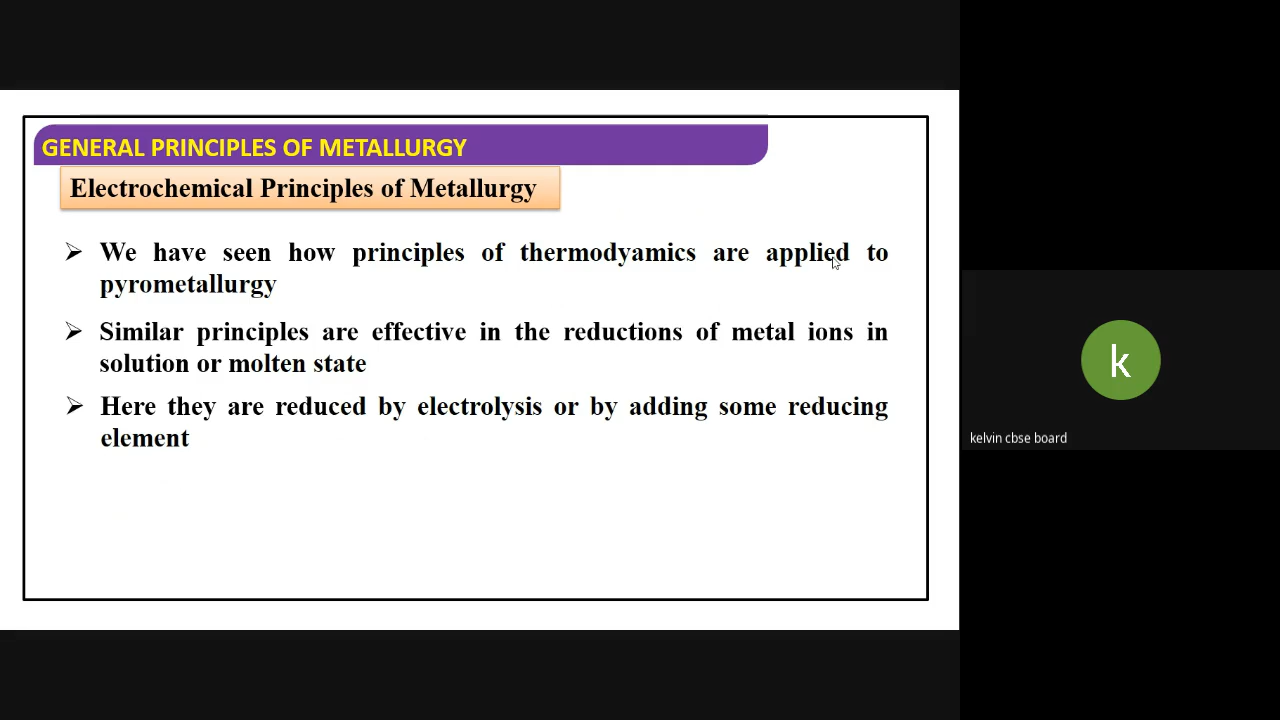 GENERAL PRINCIPLES OF METALLURGY
Electrochemical Principles of Metallurgy
We have seen how principles of thermodyamics are applied to
pyrometallurgy
Similar principles are effective in the reductions of metal ions in
solution or molten state
Here they are reduced by electrolysis or by adding some reducing
element
k
kelvin cbse board